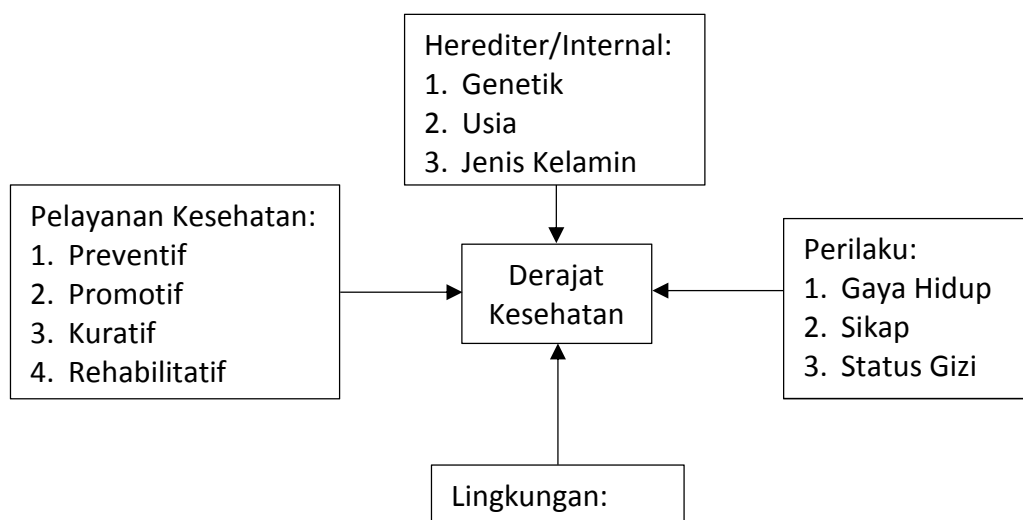 Herediter/Internal:
1. Genetik
2. Usia
3. Jenis Kelamin
Pelayanan Kesehatan:
1. Preventif
2. Promotif
3. Kuratif
4. Rehabilitatif
Derajat
Kesehatan
Perilaku:
1. Gaya Hidup
2. Sikap
3. Status Gizi
Lingkungan: